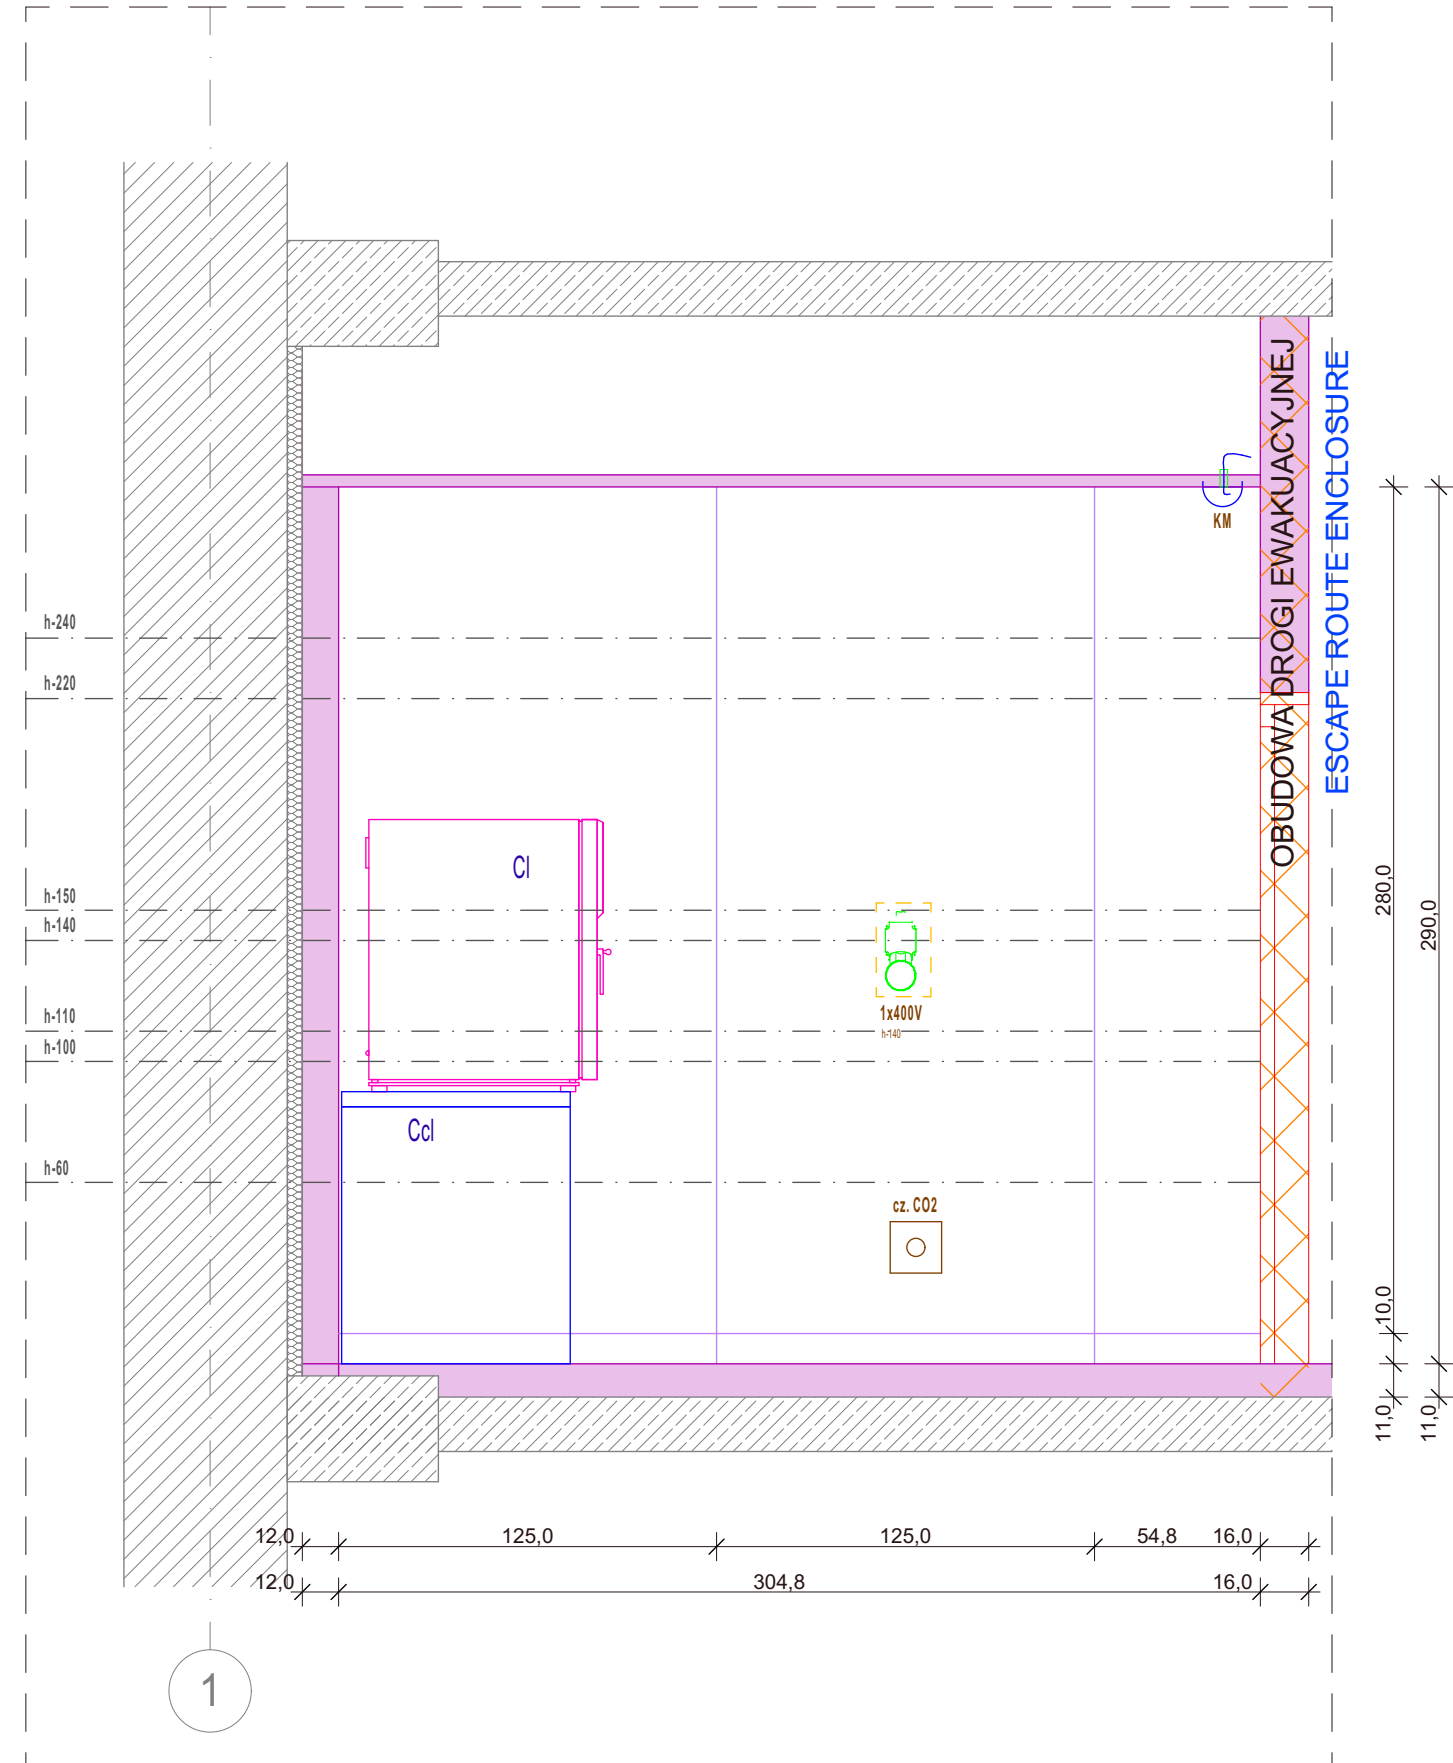 OBUDOWA DROGI EWAKUACYJNEJ
ESCAPE ROUTE ENCLOSURE
KM
h-240
h-220
Cl
h-150
h-140
280,0
290,0
1x400V
h-140
h-110
h-100
Ccl
h-60
cz. CO2
10,0
11,0
11,0
12,0
125,0
125,0
54,8
16,0
12,0
304,8
16,0
1